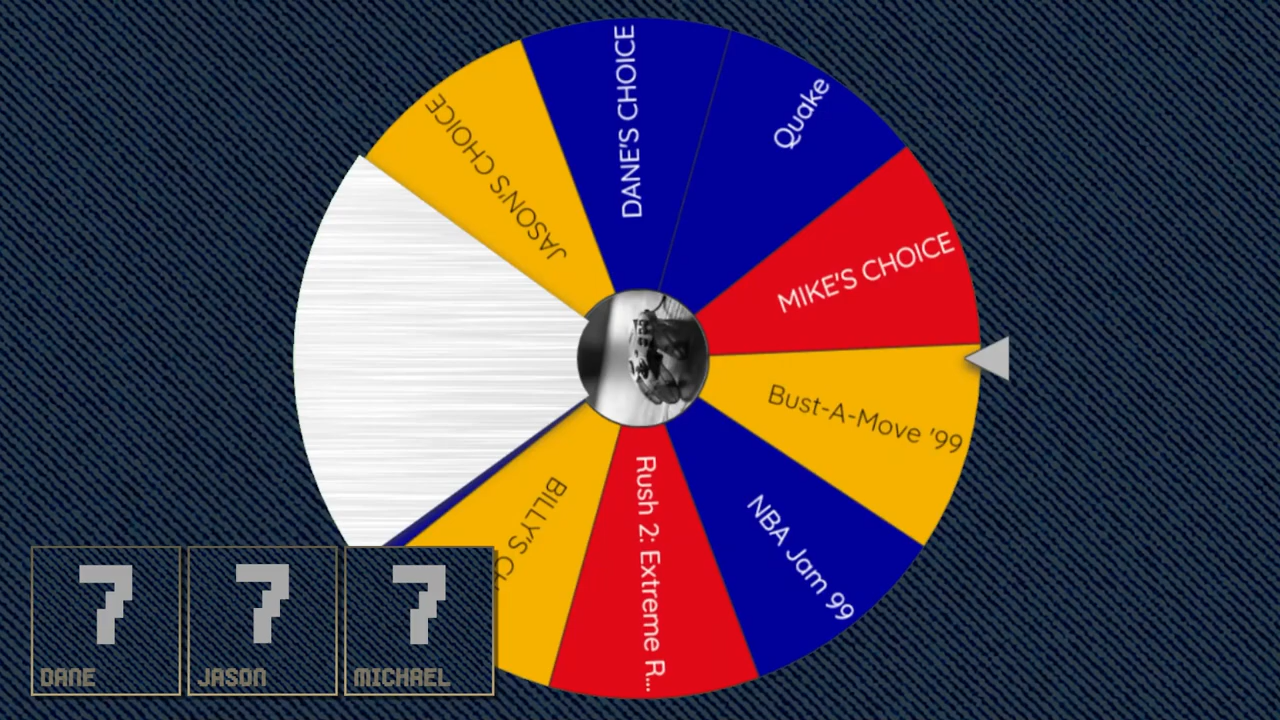 DANE'S CHOICE
Quake
MIKE'S CHOICE
Bust-A-Move '99
NBA Jam 99
Rush 2: Extreme R...
BILLY'S
JASON'S CHOICE
7
DANE
7
JASON
7
MICHAEL